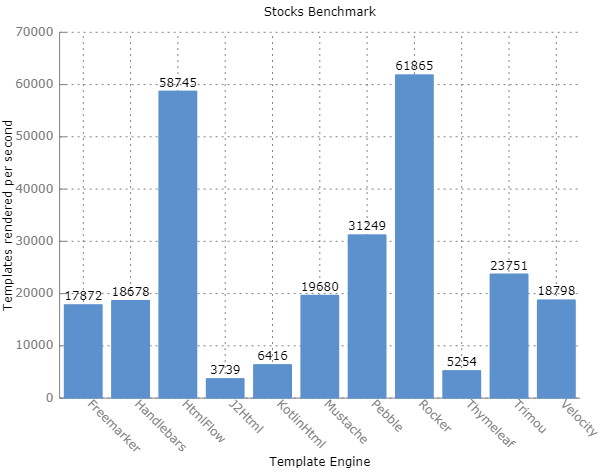 Stocks Benchmark
Templates rendered per second
70000
60000
50000
40000
30000
20000
10000
0
17872
18678
58745
3739
6416
19680
31249
61865
5254
23751
18798
Freemarker
Handlebars
HtmlFlow
J2Html
KotlinHtml
Mustache
Pebble
Rocker
Thymeleaf
Trimou
Velocity
Template Engine